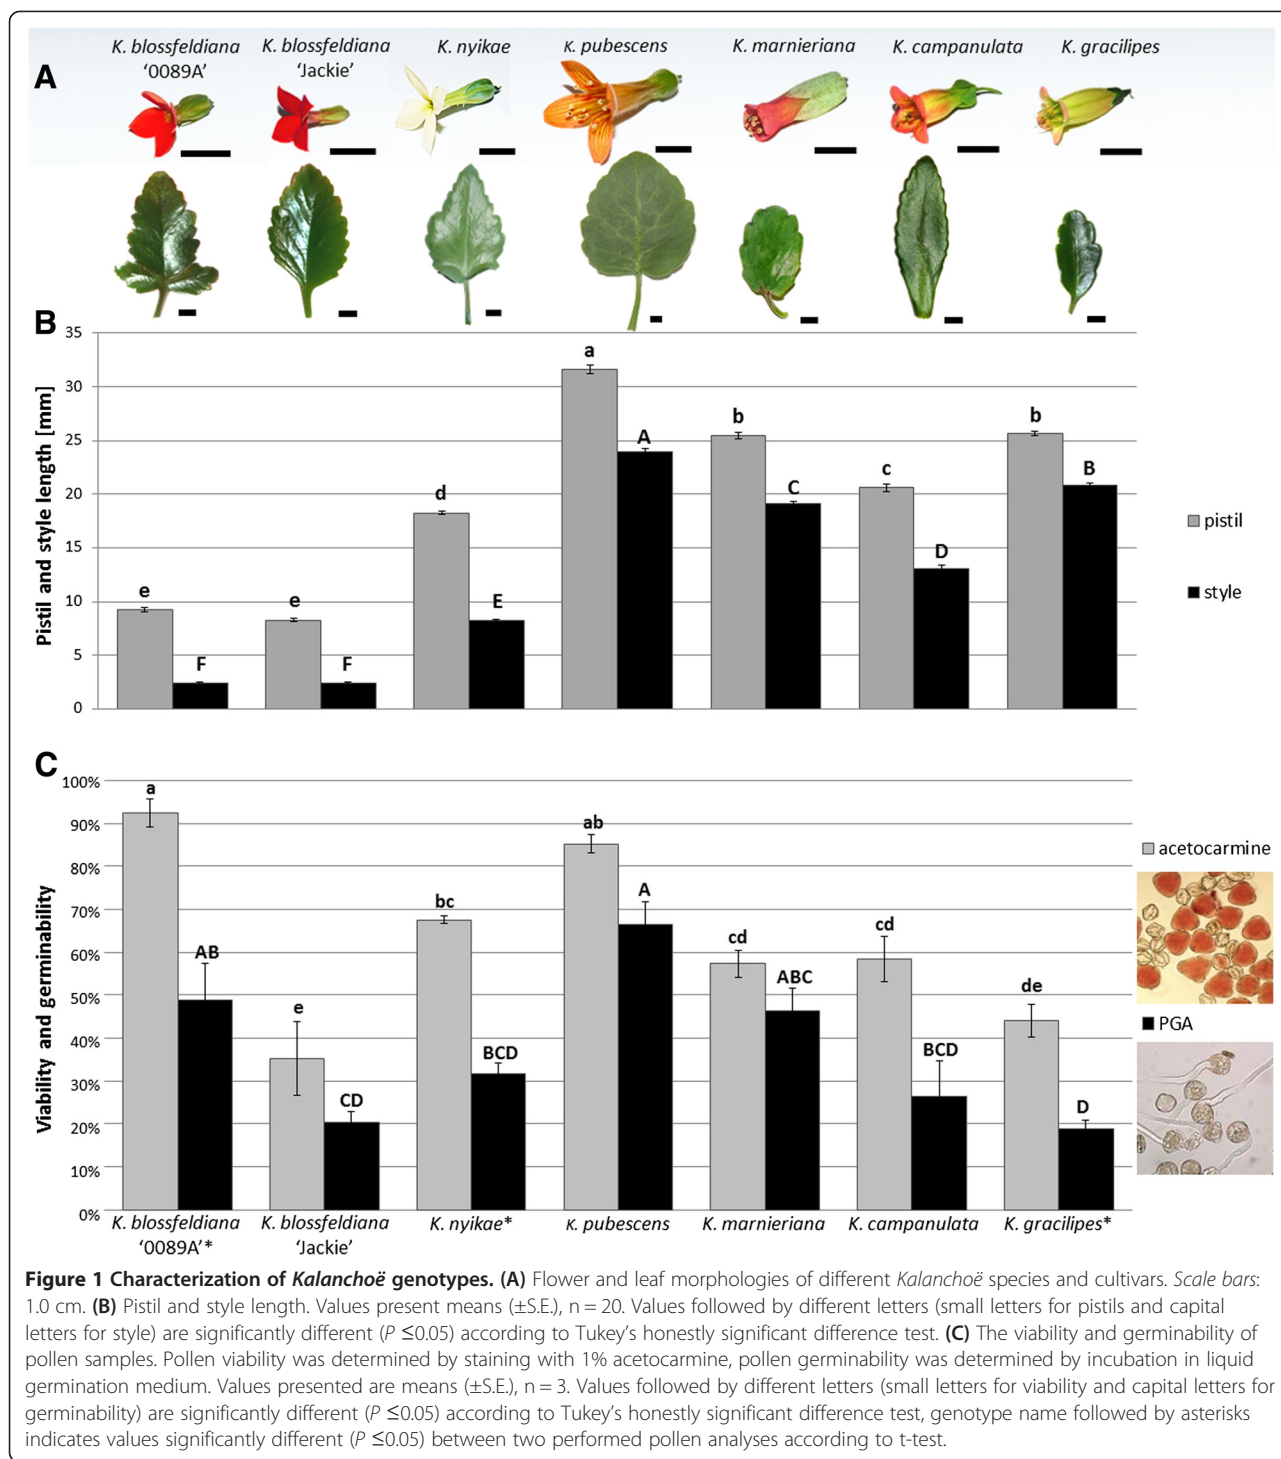 K. blossfeldiana
'0089A'
K. blossfeldiana
'Jackie'
K. nyikae
K. pubescens
K. marnieriana
K. campanulata
K. gracilipes
A
B
Pistil and style length [mm]
35
30
25
20
15
10
5
0
e
F
e
F
d
E
a
A
b
C
c
D
b
B
pistil
style
C
Viability and germinability
100%
90%
80%
70%
60%
50%
40%
30%
20%
10%
0%
a
AB
e
CD
bc
BCD
ab
A
cd
ABC
cd
BCD
de
D
acetocarmine
PGA
K. blossfeldiana
'0089A'*
K. blossfeldiana
'Jackie'
K. nyikae*
K. pubescens
K. marnieriana
K. campanulata
K. gracilipes*
Figure 1 Characterization of Kalanchoë genotypes. (A) Flower and leaf morphologies of different Kalanchoë species and cultivars. Scale bars:
1.0 cm. (B) Pistil and style length. Values present means (±S.E.), n = 20. Values followed by different letters (small letters for pistils and capital
letters for style) are significantly different (P ≤0.05) according to Tukey's honestly significant difference test. (C) The viability and germinability of
pollen samples. Pollen viability was determined by staining with 1% acetocarmine, pollen germinability was determined by incubation in liquid
germination medium. Values presented are means (±S.E.), n = 3. Values followed by different letters (small letters for viability and capital letters for
germinability) are significantly different (P ≤0.05) according to Tukey's honestly significant difference test, genotype name followed by asterisks
indicates values significantly different (P ≤0.05) between two performed pollen analyses according to t-test.